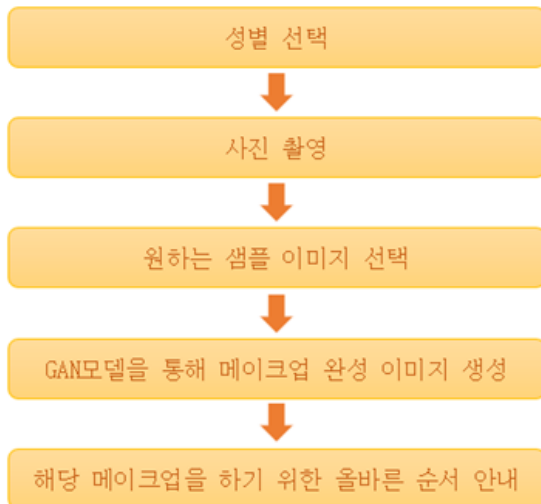 성별 선택
사진 촬영
원하는 샘플 이미지 선택
GAN모델을 통해 메이크업 완성 이미지 생성
해당 메이크업을 하기 위한 올바른 순서 안내